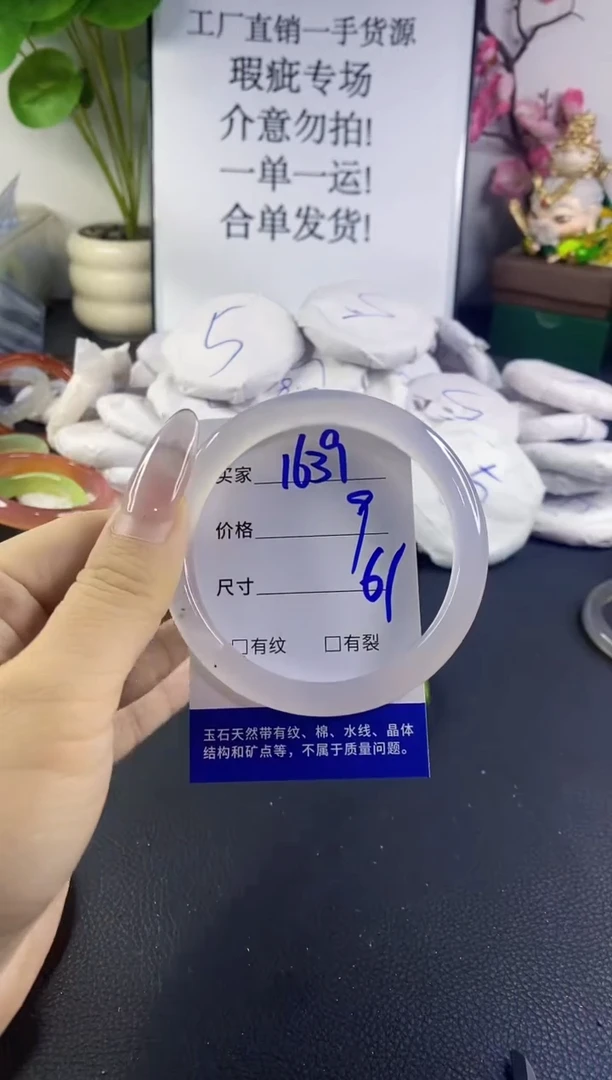 工厂直销一手货源
瑕疵专场
介意勿拍!
一单一运!
合单发货!
5
5
5
买家 1639
价格 9
尺寸 61
□有纹 □有裂
玉石天然带有纹、棉、水线、晶体
结构和矿点等，不属于质量问题。